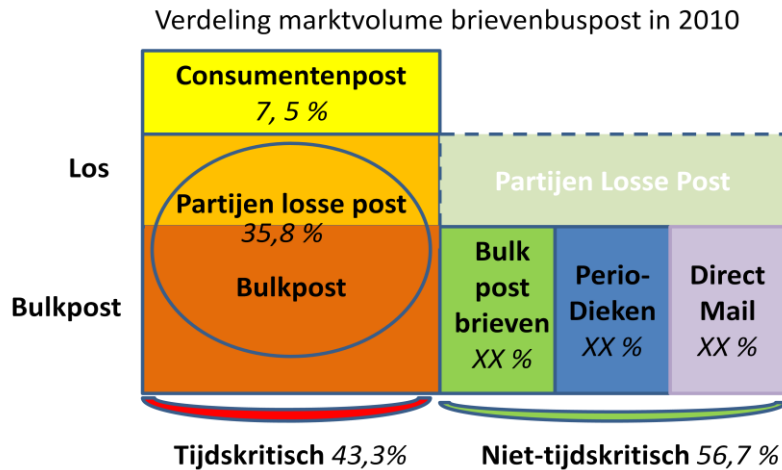 Verdeling marktvolume brievenbuspost in 2010
Consumentenpost
7, 5 %
Los
Partijen losse post
35,8 %
Partijen Losse Post
Bulkpost
Bulkpost
Bulk
post
brieven
XX %
Perio-
Dieken
XX %
Direct
Mail
XX %
Tijdskritisch 43,3%
Niet-tijdskritisch 56,7 %